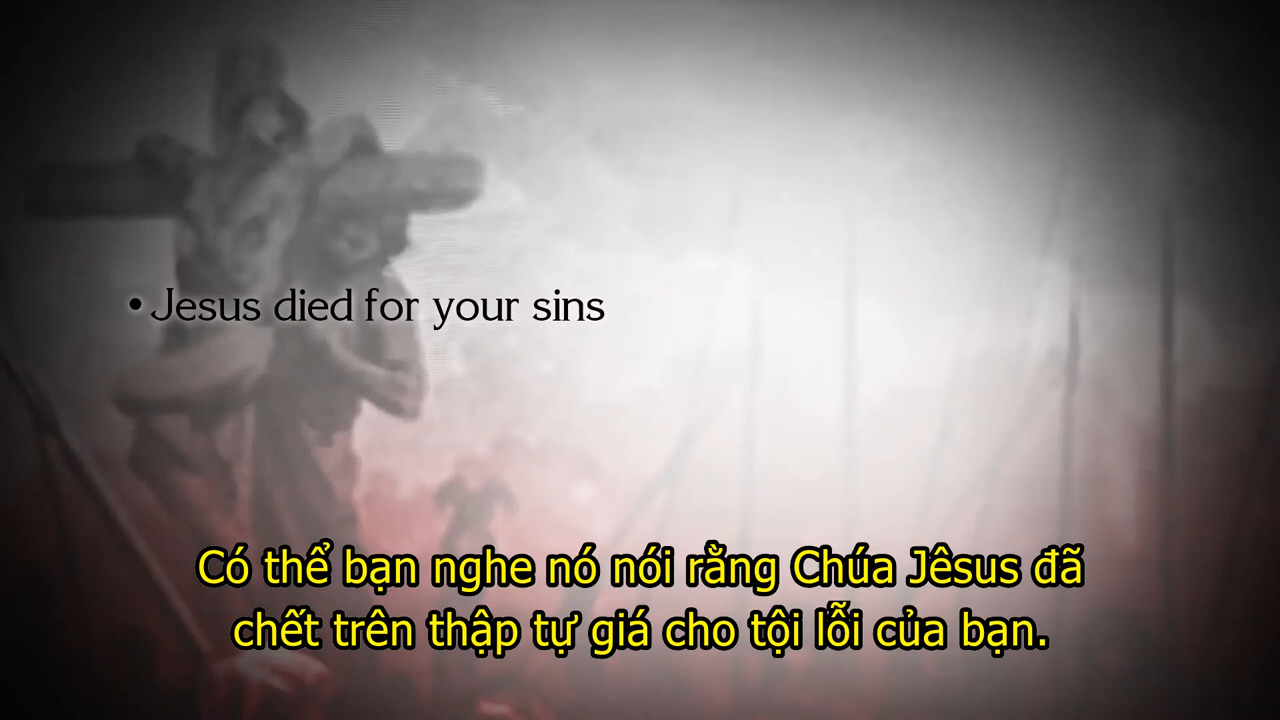 • Jesus died for your sins
Có thể bạn nghe nó nói rằng Chúa Jêsus đã
chết trên thập tự giá cho tội lỗi của bạn.